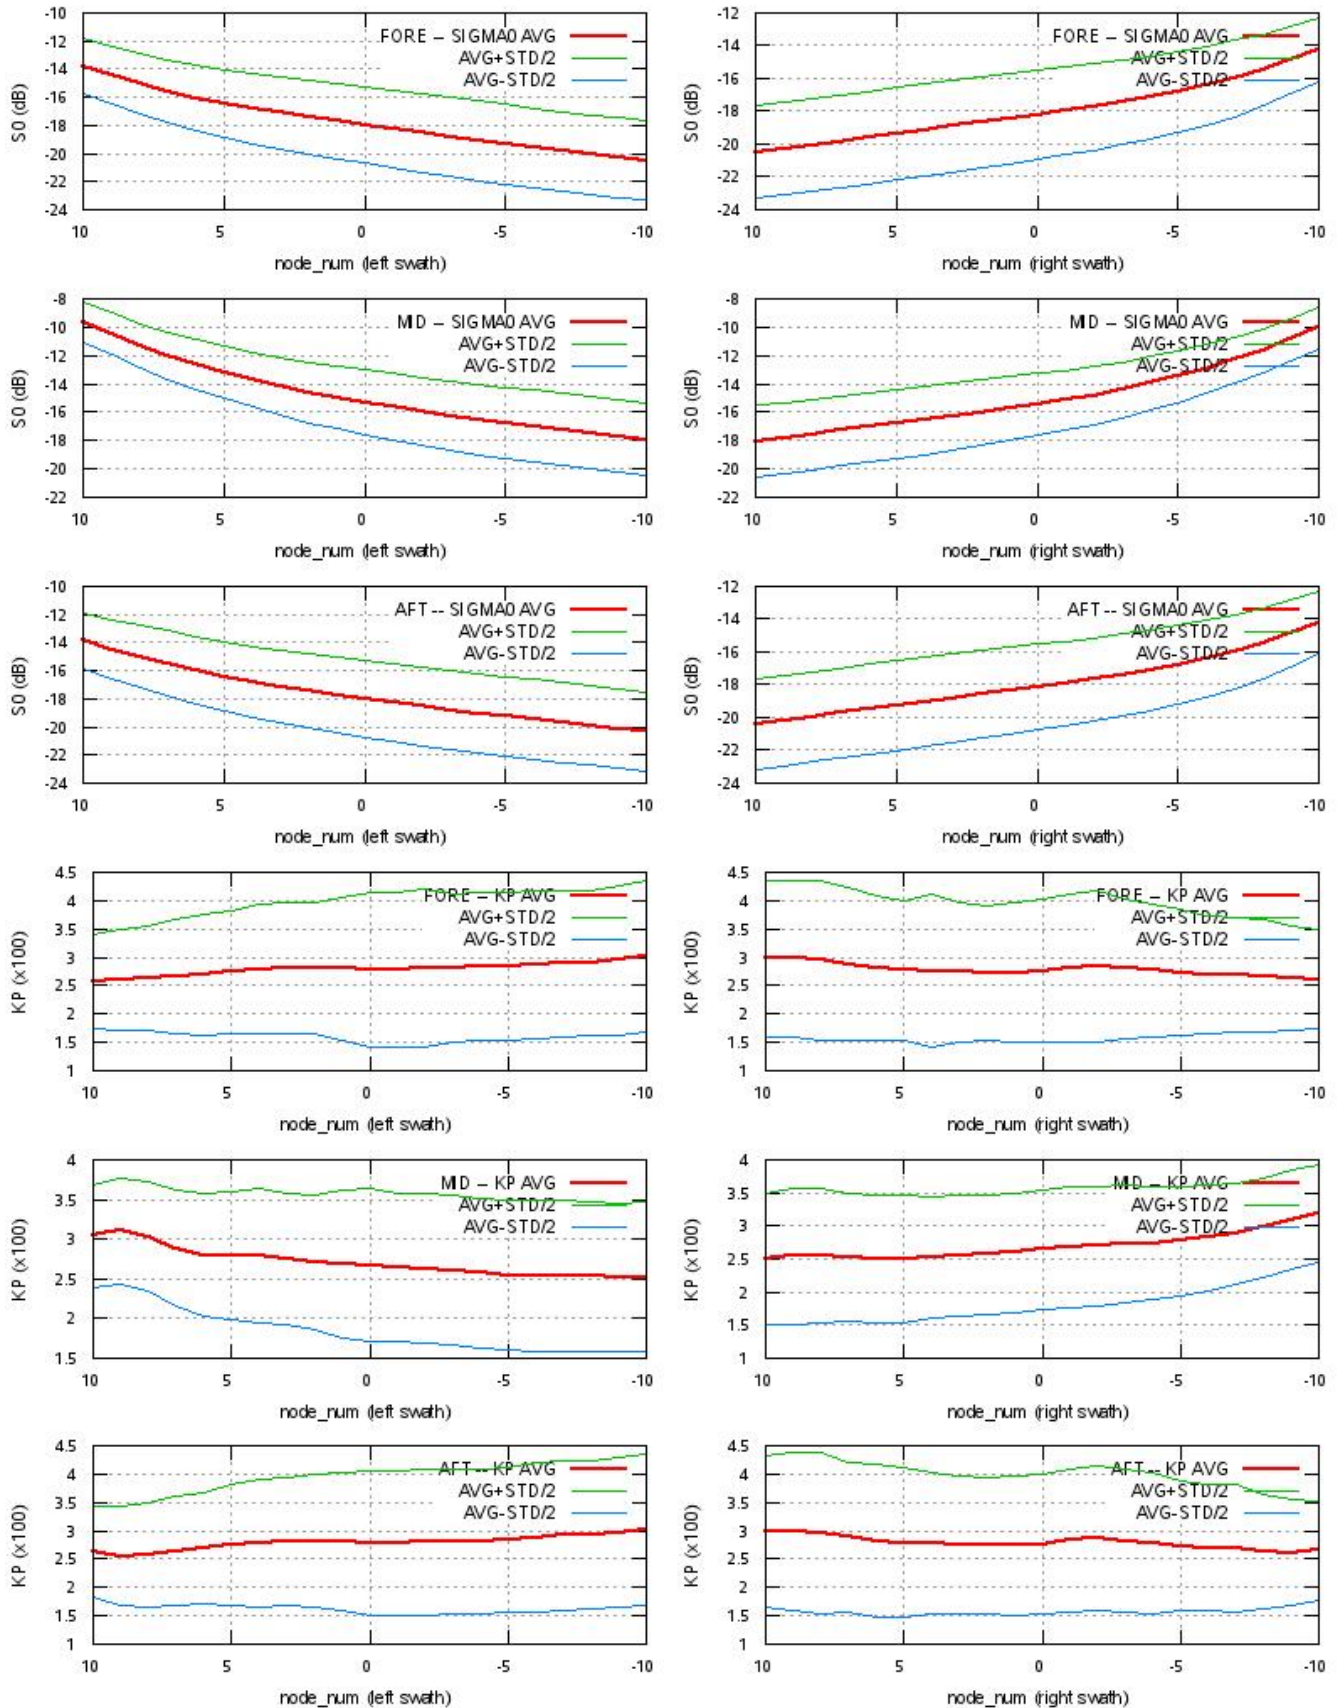 -10
-12
-14
-16
-18
-20
-22
-24
S0 (dB)
FORE -- SIGMA0 AVG
AVG+STD/2
AVG-STD/2
10 5 0 -5 -10
node_num (left swath)
-12
-14
-16
-18
-20
-22
-24
S0 (dB)
FORE -- SIGMA0 AVG
AVG+STD/2
AVG-STD/2
10 5 0 -5 -10
node_num (right swath)
-8
-10
-12
-14
-16
-18
-20
-22
S0 (dB)
MID -- SIGMA0 AVG
AVG+STD/2
AVG-STD/2
10 5 0 -5 -10
node_num (left swath)
-8
-10
-12
-14
-16
-18
-20
-22
S0 (dB)
MID -- SIGMA0 AVG
AVG+STD/2
AVG-STD/2
10 5 0 -5 -10
node_num (right swath)
-10
-12
-14
-16
-18
-20
-22
-24
S0 (dB)
AFT -- SIGMA0 AVG
AVG+STD/2
AVG-STD/2
10 5 0 -5 -10
node_num (left swath)
-12
-14
-16
-18
-20
-22
-24
S0 (dB)
AFT -- SIGMA0 AVG
AVG+STD/2
AVG-STD/2
10 5 0 -5 -10
node_num (right swath)
4.5
4
3.5
3
2.5
2
1.5
1
KP (x100)
FORE -- KP AVG
AVG+STD/2
AVG-STD/2
10 5 0 -5 -10
node_num (left swath)
4.5
4
3.5
3
2.5
2
1.5
1
KP (x100)
FORE -- KP AVG
AVG+STD/2
AVG-STD/2
10 5 0 -5 -10
node_num (right swath)
4
3.5
3
2.5
2
1.5
KP (x100)
MID -- KP AVG
AVG+STD/2
AVG-STD/2
10 5 0 -5 -10
node_num (left swath)
4
3.5
3
2.5
2
1.5
1
KP (x100)
MID -- KP AVG
AVG+STD/2
AVG-STD/2
10 5 0 -5 -10
node_num (right swath)
4.5
4
3.5
3
2.5
2
1.5
1
KP (x100)
AFT -- KP AVG
AVG+STD/2
AVG-STD/2
10 5 0 -5 -10
node_num (left swath)
4.5
4
3.5
3
2.5
2
1.5
1
KP (x100)
AFT -- KP AVG
AVG+STD/2
AVG-STD/2
10 5 0 -5 -10
node_num (right swath)